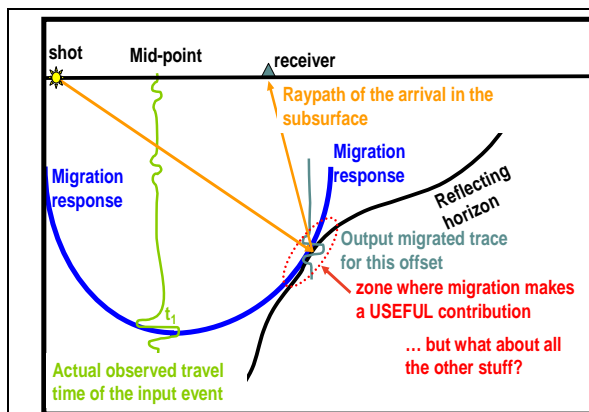 shot
Mid-point
receiver
Raypath of the arrival in the
subsurface
Migration
response
Migration
response
Reflecting
horizon
Output migrated trace
for this offset
zone where migration makes
a USEFUL contribution
t1
Actual observed travel
time of the input event
… but what about all
the other stuff?